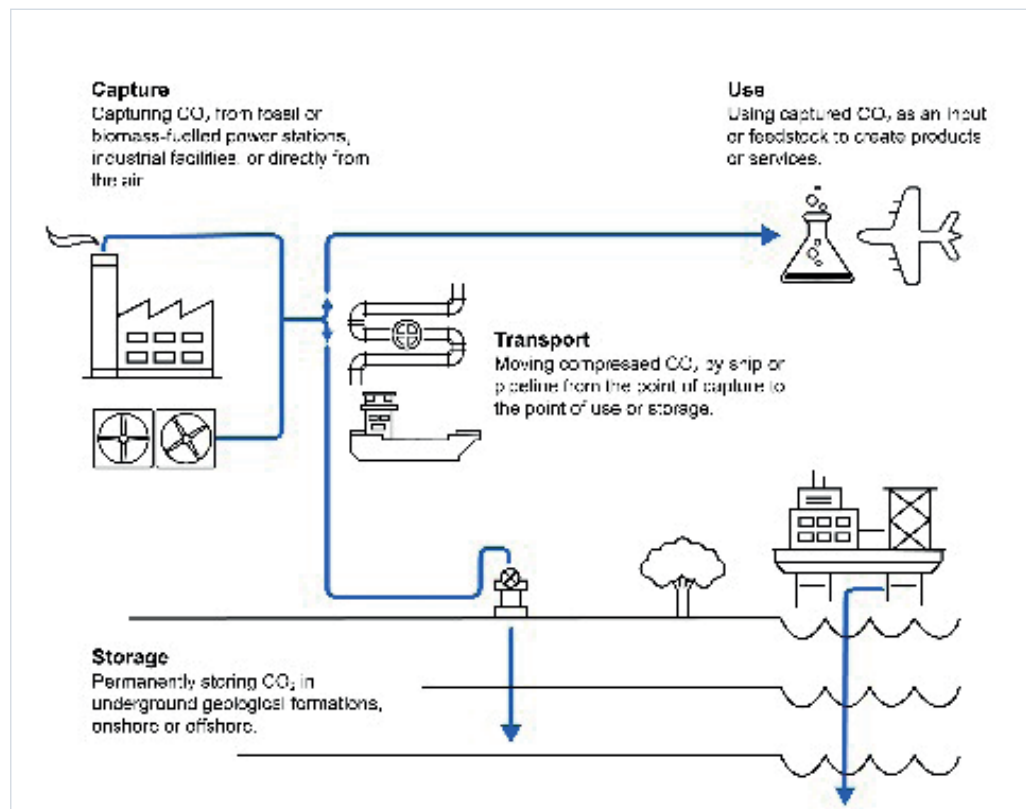 Capture
Capturing CO₂ from fossil or
biomass-fuelled power stations,
industrial facilities, or directly from
the air
Use
Using captured CO₂ as an input
or feedstock to create products
or services.
Transport
Moving compressed CO₂ by ship or
pipeline from the point of capture to
the point of use or storage.
Storage
Permanently storing CO₂ in
underground geological formations,
onshore or offshore.